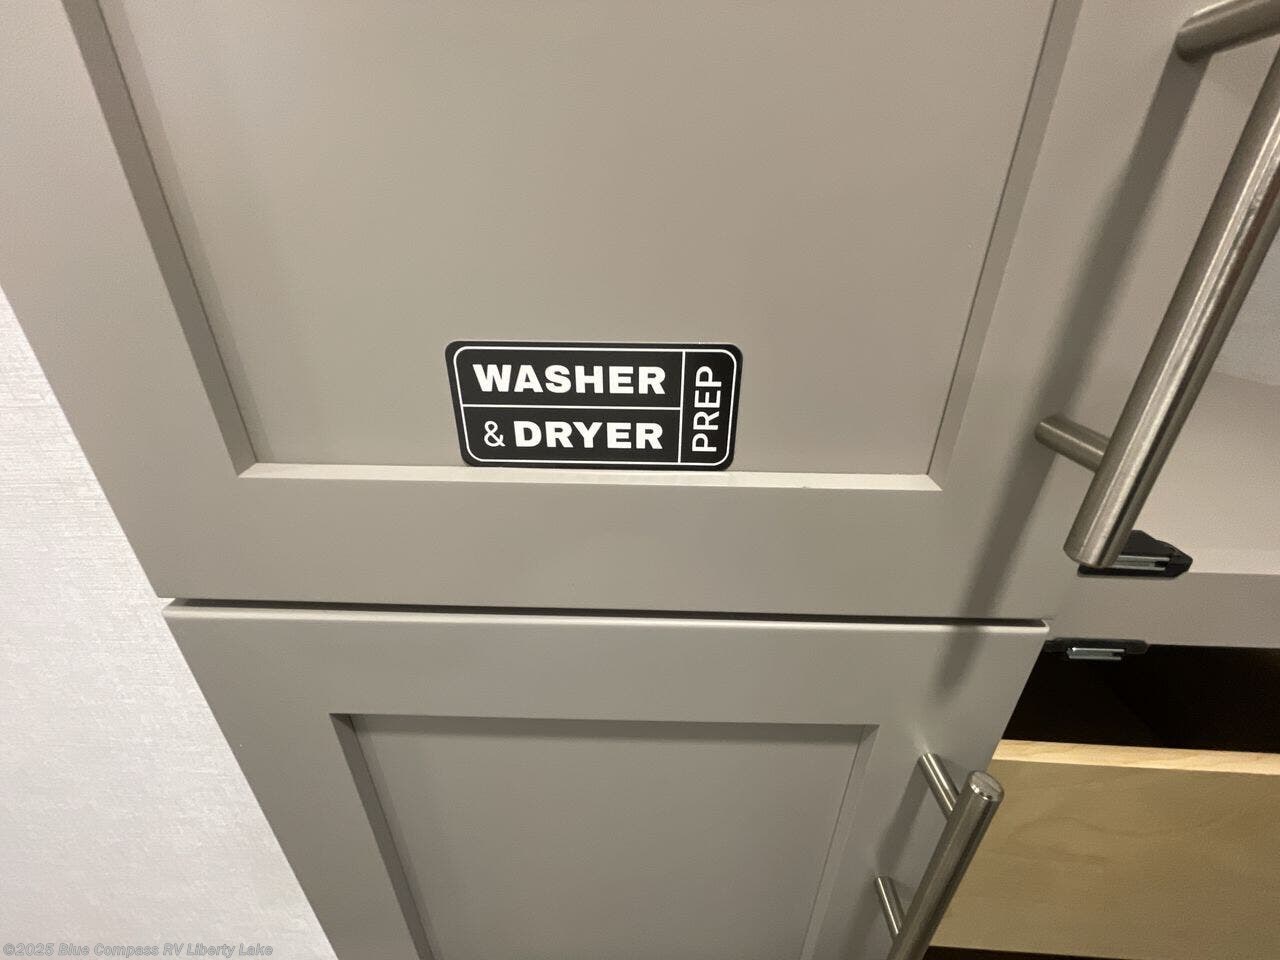 WASHER
& DRYER
PREP
©2025 Blue Compass RV Liberty Lake